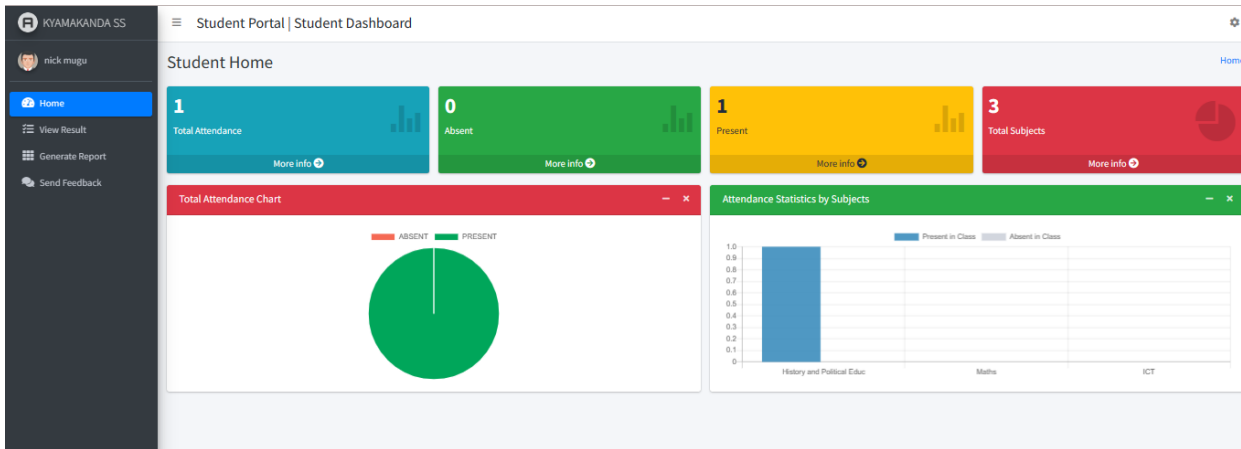 KYAMAKANDA SS
Student Portal | Student Dashboard
nick mugu
Student Home
Home
Home
View Result
Generate Report
Send Feedback
1
Total Attendance
More info
0
Absent
More info
1
Present
More info
3
Total Subjects
More info
Total Attendance Chart
ABSENT PRESENT
Attendance Statistics by Subjects
Present in Class Absent in Class
1.0
0.9
0.8
0.7
0.6
0.5
0.4
0.3
0.2
0.1
0
History and Political Educ Maths ICT